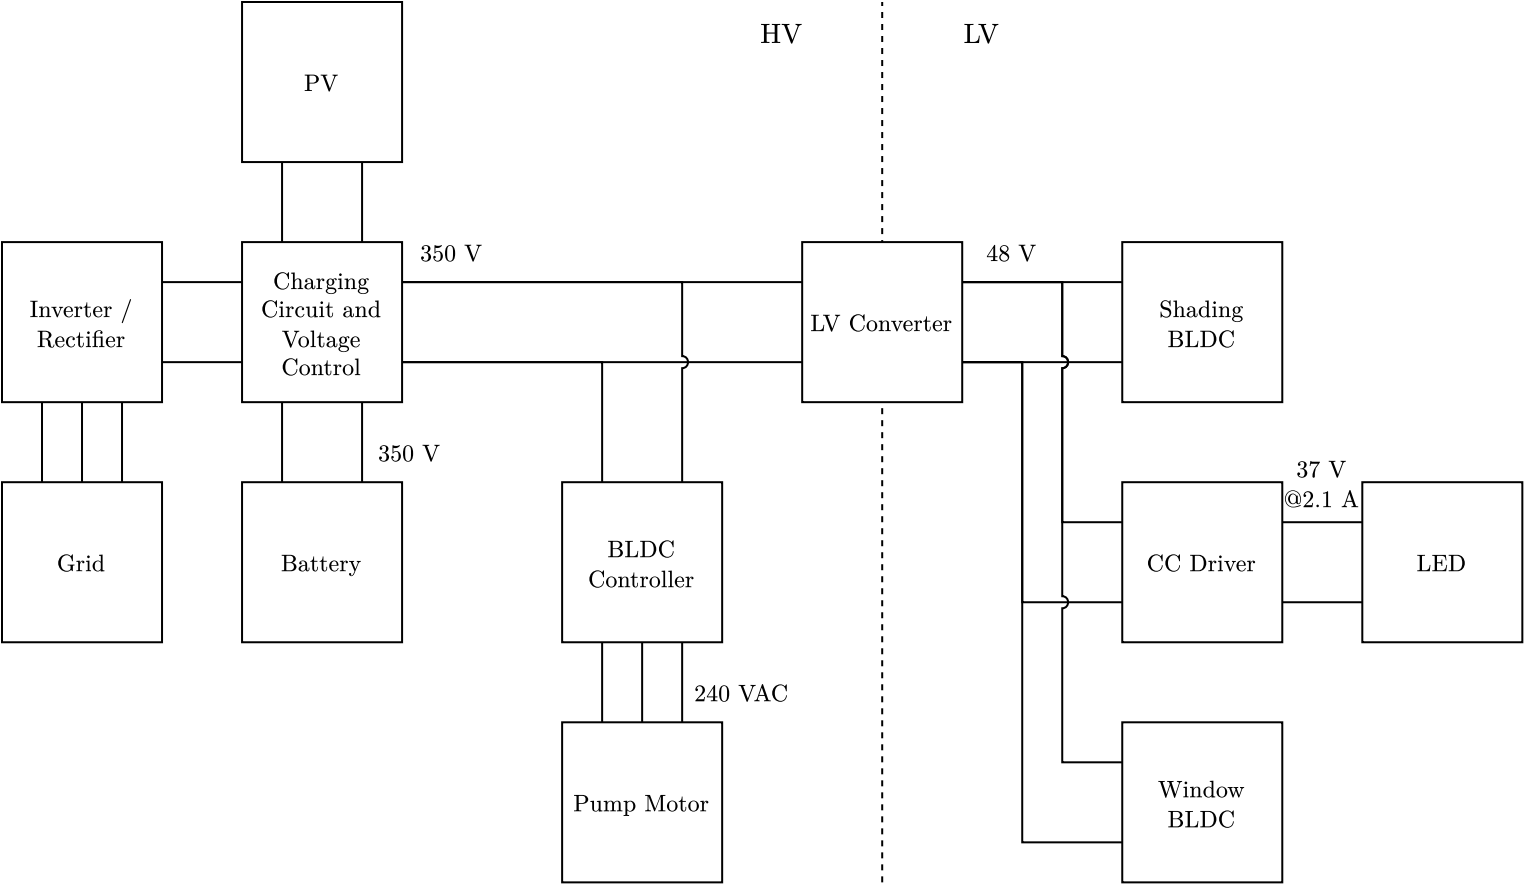 HV
LV
PV
350 V
48 V
Inverter /
Rectifier
Charging
Circuit and
Voltage
Control
LV Converter
Shading
BLDC
350 V
37 V
@2.1 A
Grid
Battery
BLDC
Controller
CC Driver
LED
240 VAC
Pump Motor
Window
BLDC